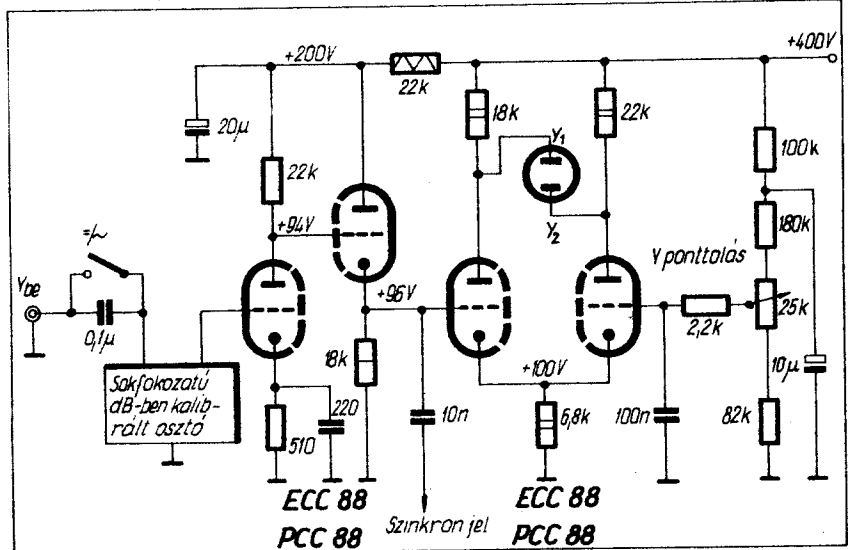 +200V
+400V
22k
20μ
18k
22k
Y1
100k
22k
+94V
Y2
180k
=/~
Y be
Y ponttolás
+96V
0,1μ
2,2k
25k
18k
+100V
10μ
Sokfokozatú
dB-ben kalib-
rált osztó
220
510
10n
6,8k
100n
82k
ECC 88
PCC 88
Szinkron jel
ECC 88
PCC 88